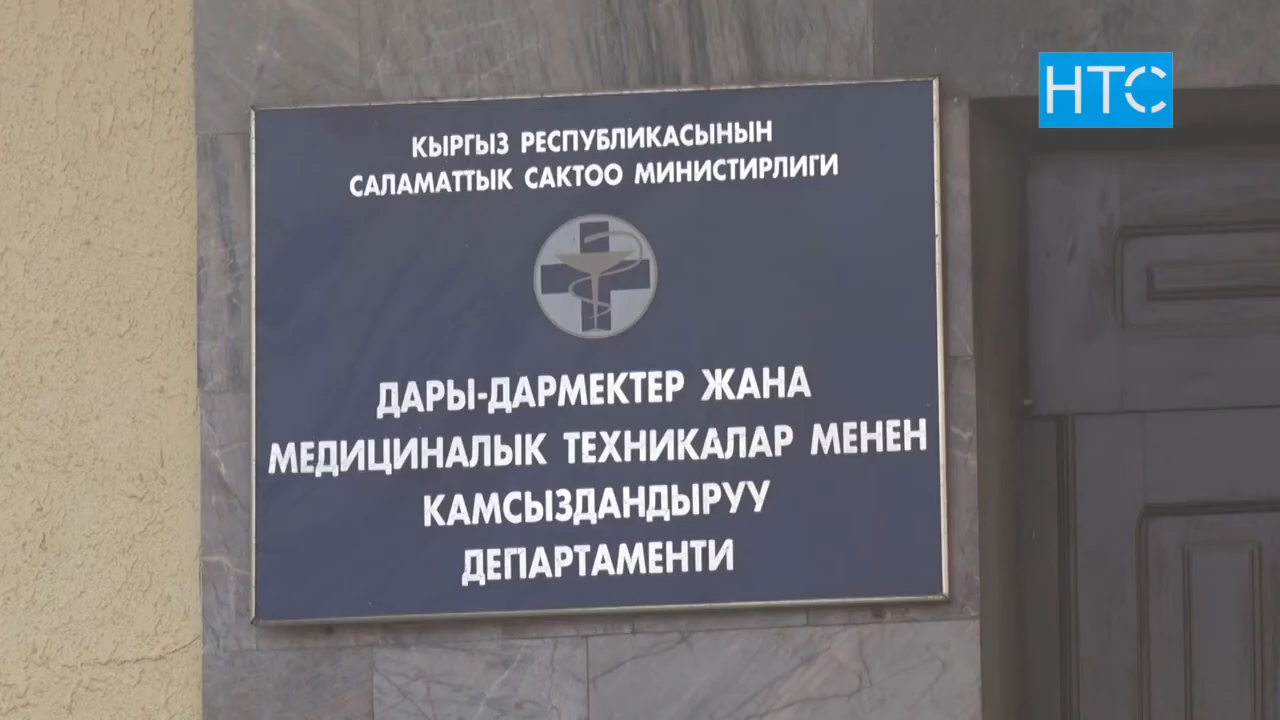 НТС
КЫРГЫЗ РЕСПУБЛИКАСЫНЫН
САЛАМАТТЫК САКТОО МИНИСТИРЛИГИ
ДАРЫ-ДАРМЕКТЕР ЖАНА
МЕДИЦИНАЛЫК ТЕХНИКАЛАР МЕНЕН
КАМСЫЗДАНДЫРУУ
ДЕПАРТАМЕНТИ